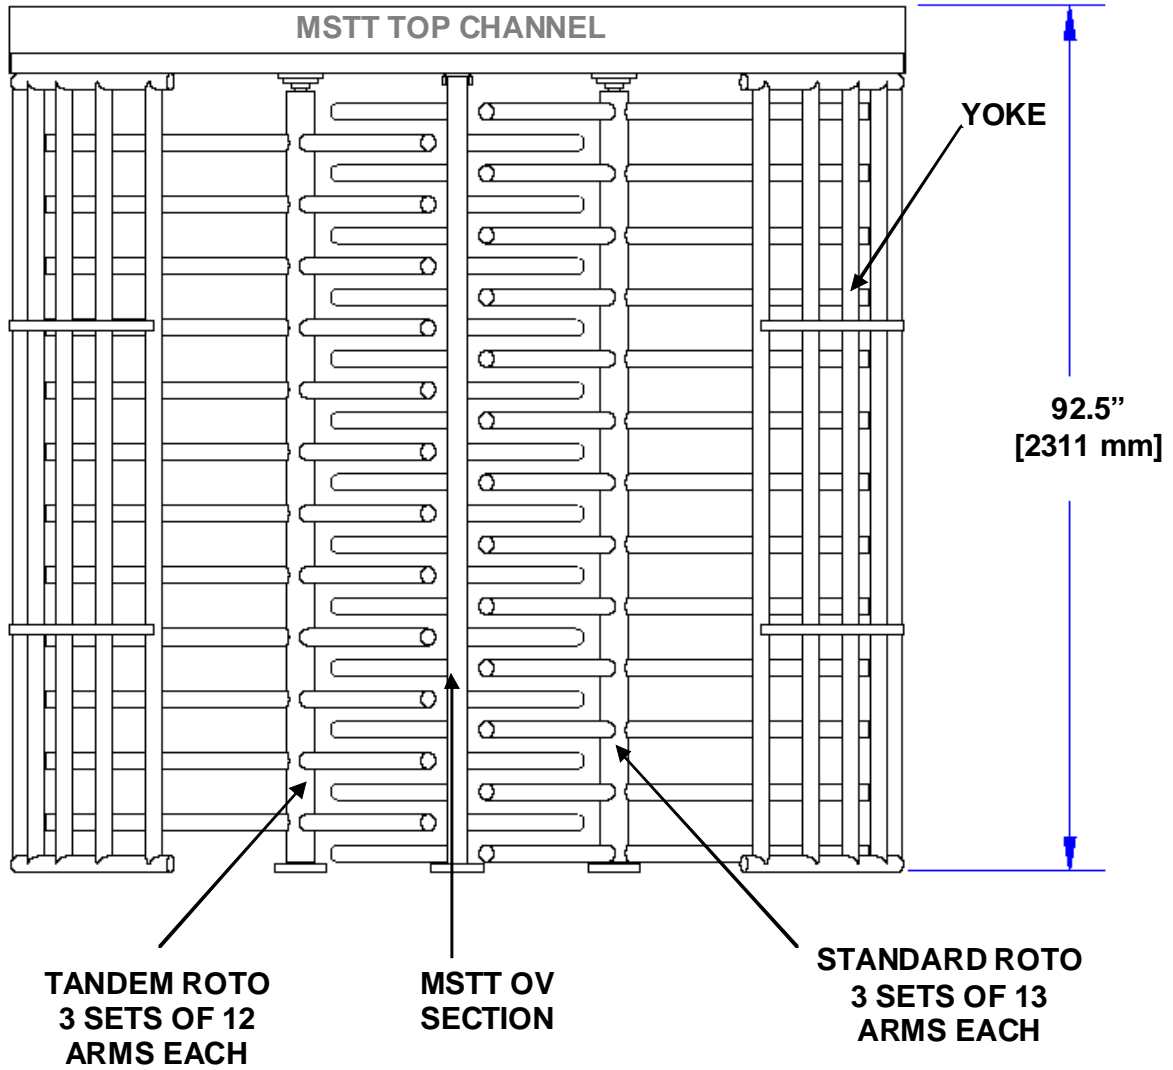 MSTT TOP CHANNEL
YOKE
92.5”
[2311 mm]
TANDEM ROTO
3 SETS OF 12
ARMS EACH
MSTT OV
SECTION
STANDARD ROTO
3 SETS OF 13
ARMS EACH